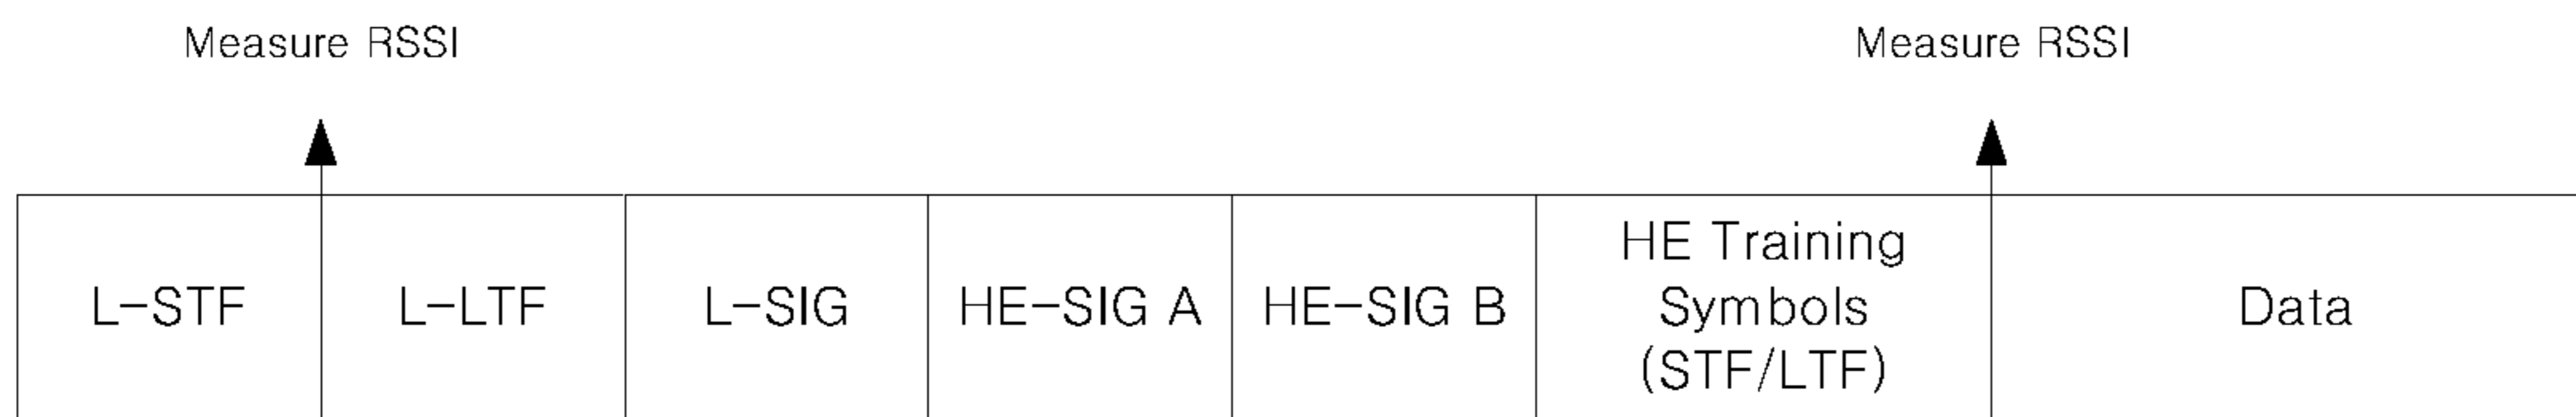 Measure RSSI
Measure RSSI
L-STF
L-LTF
L-SIG
HE-SIG A
HE-SIG B
HE Training
Symbols
(STF/LTF)
Data